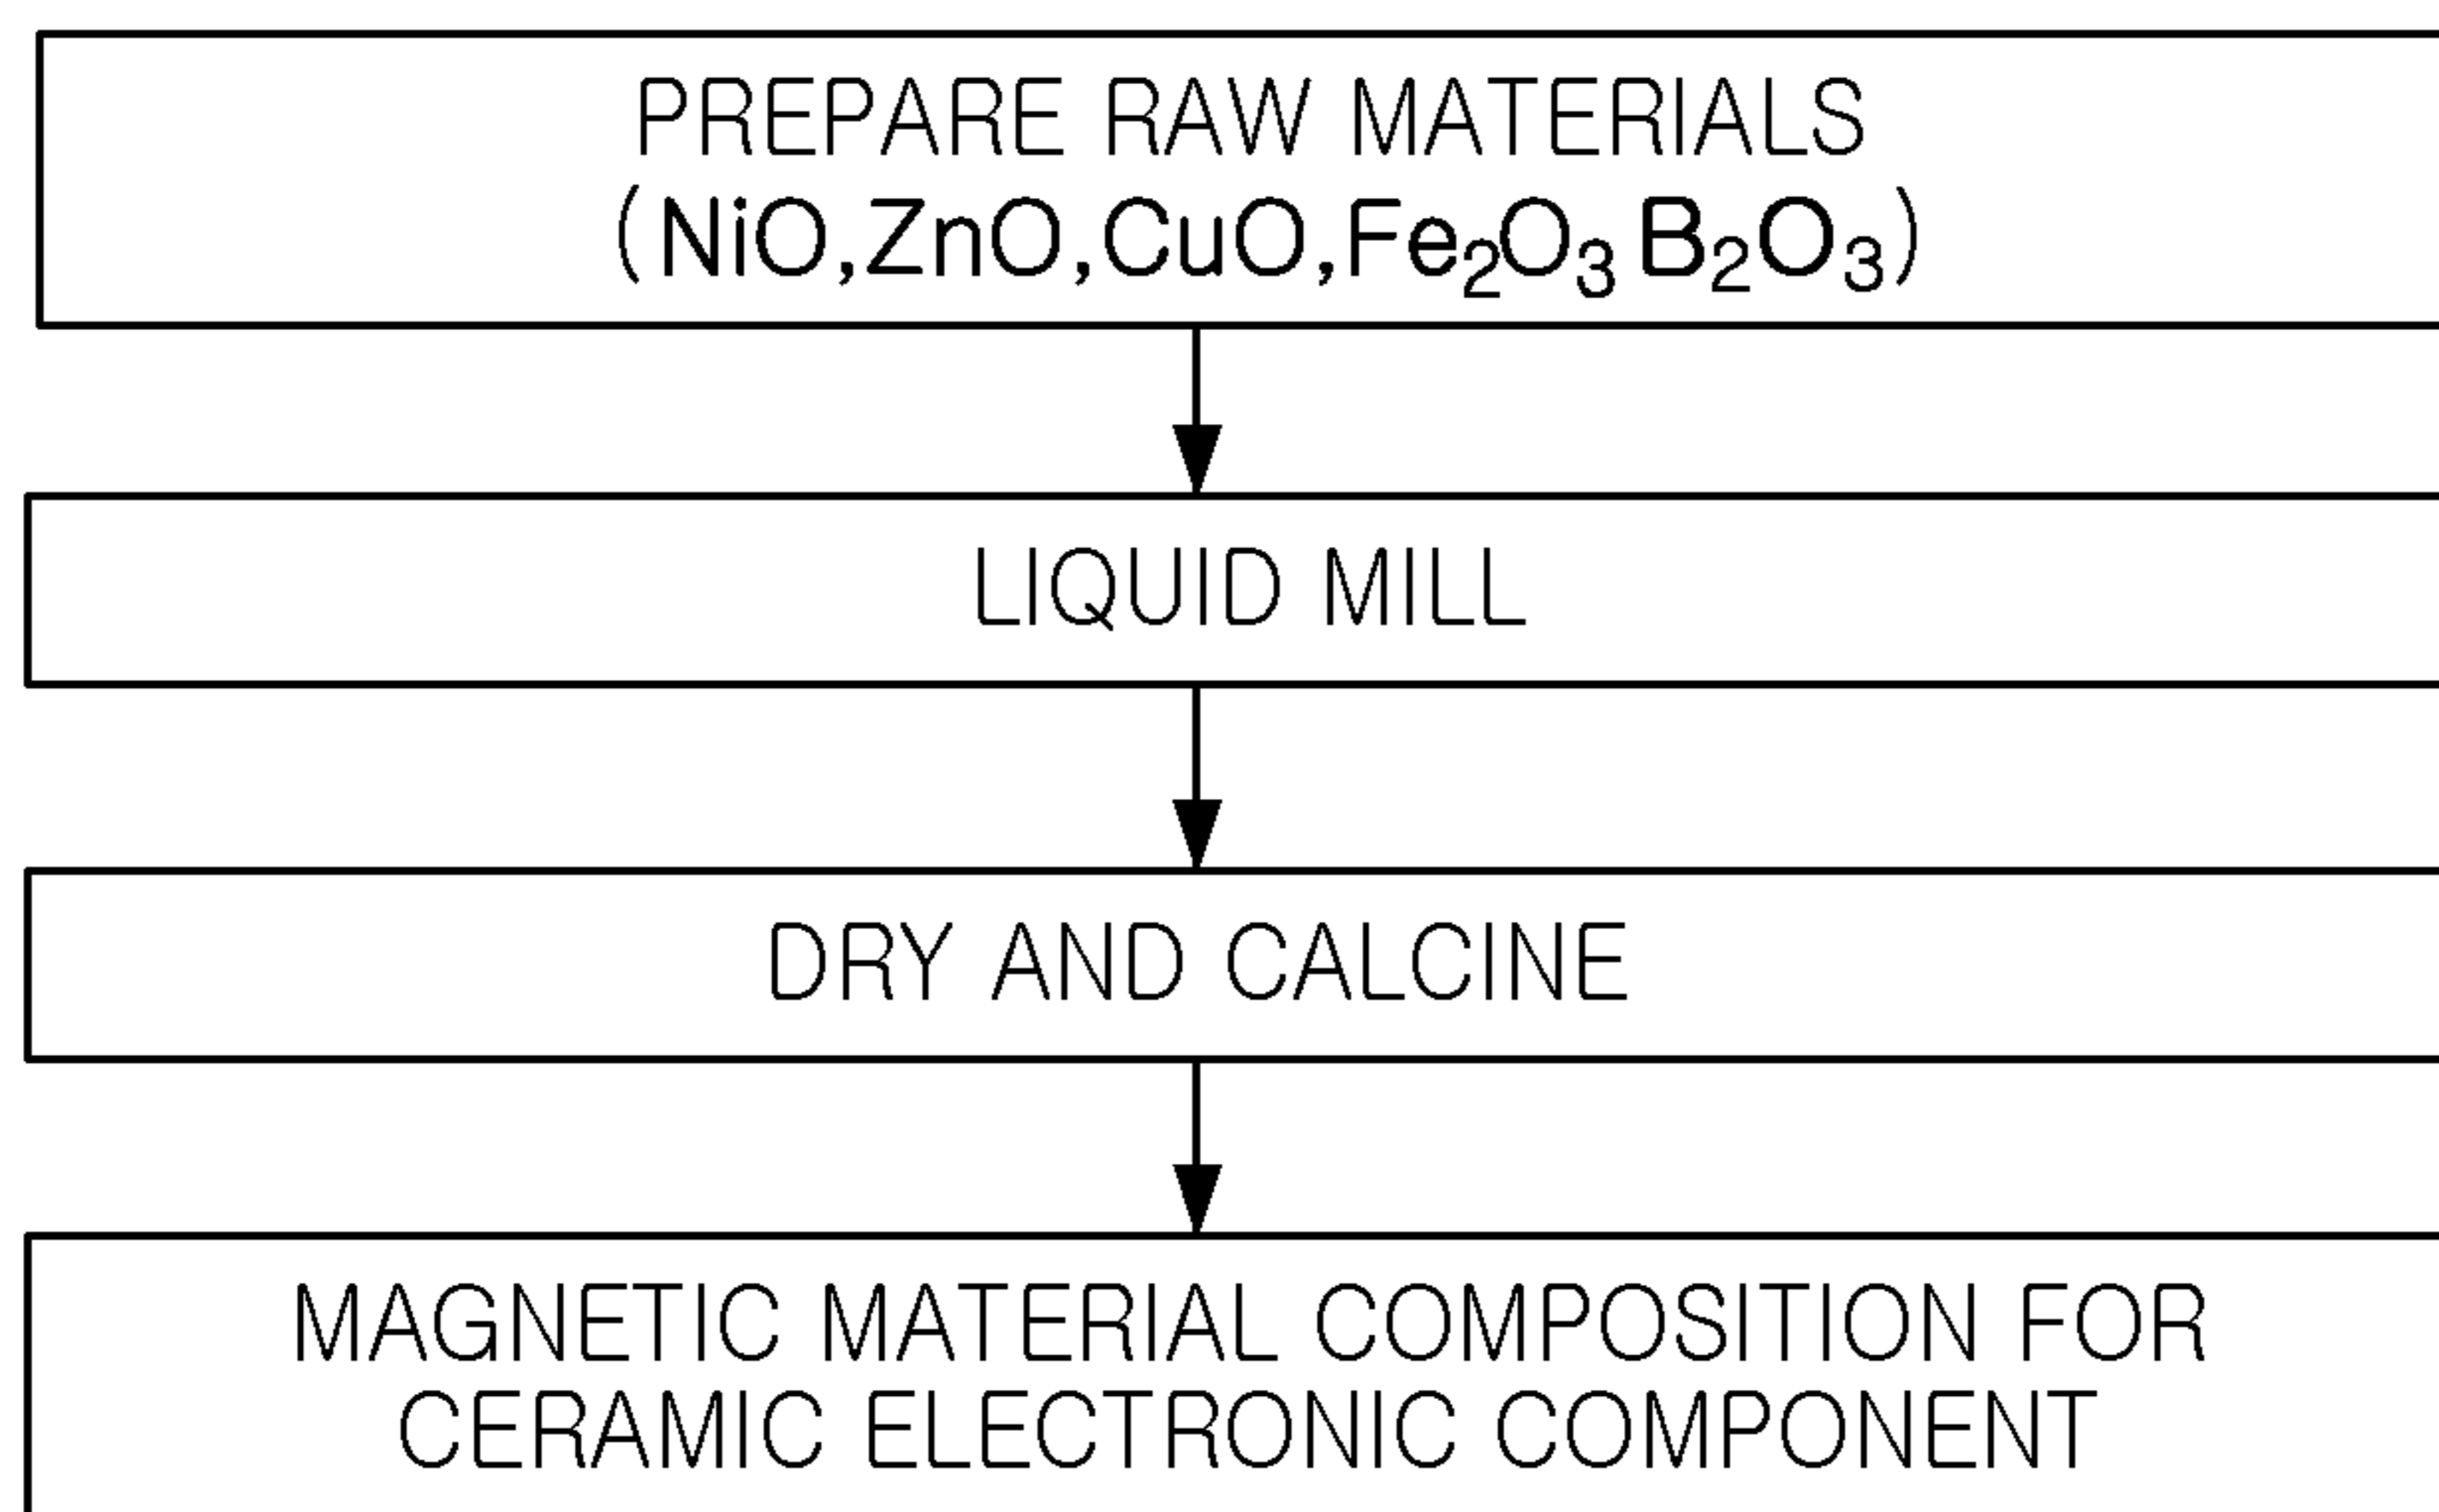 PREPARE RAW MATERIALS
(NiO,ZnO,CuO,Fe₂O₃ B₂O₃)
LIQUID MILL
DRY AND CALCINE
MAGNETIC MATERIAL COMPOSITION FOR
CERAMIC ELECTRONIC COMPONENT